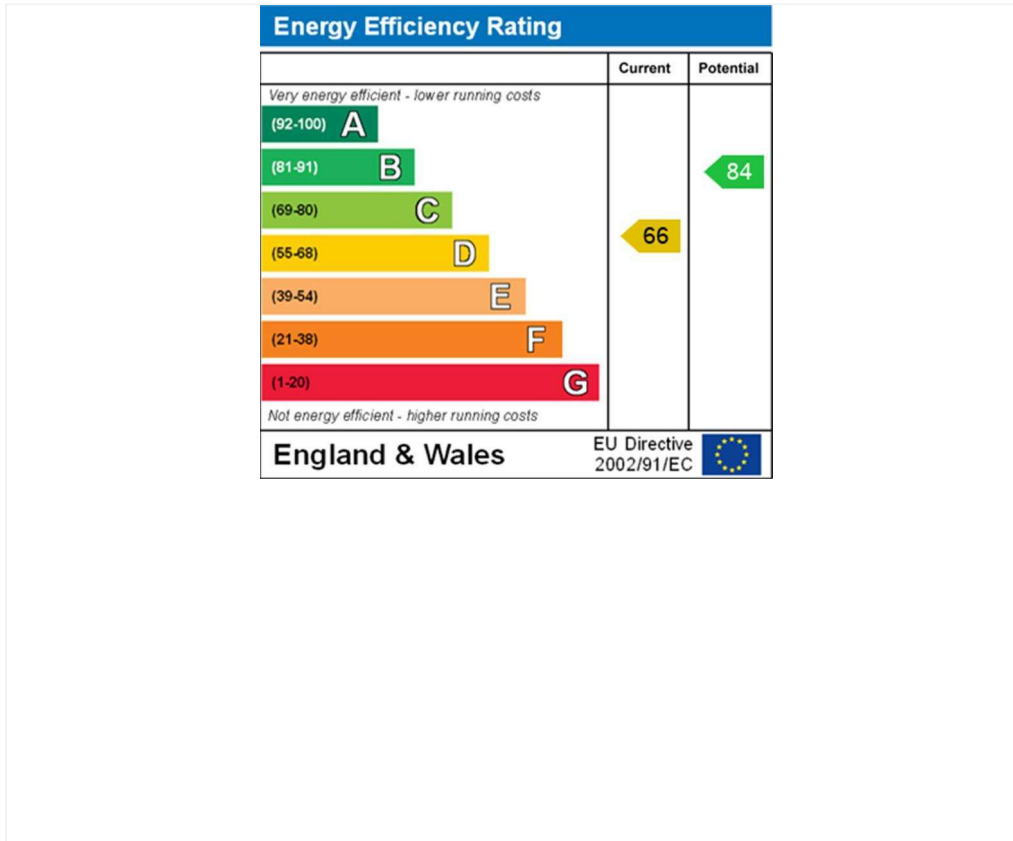 Energy Efficiency Rating
Current Potential
Very energy efficient - lower running costs
(92-100) A
(81-91) B
84
(69-80) C
66
(55-68) D
(39-54) E
(21-38) F
(1-20) G
Not energy efficient - higher running costs
England & Wales
EU Directive
2002/91/EC